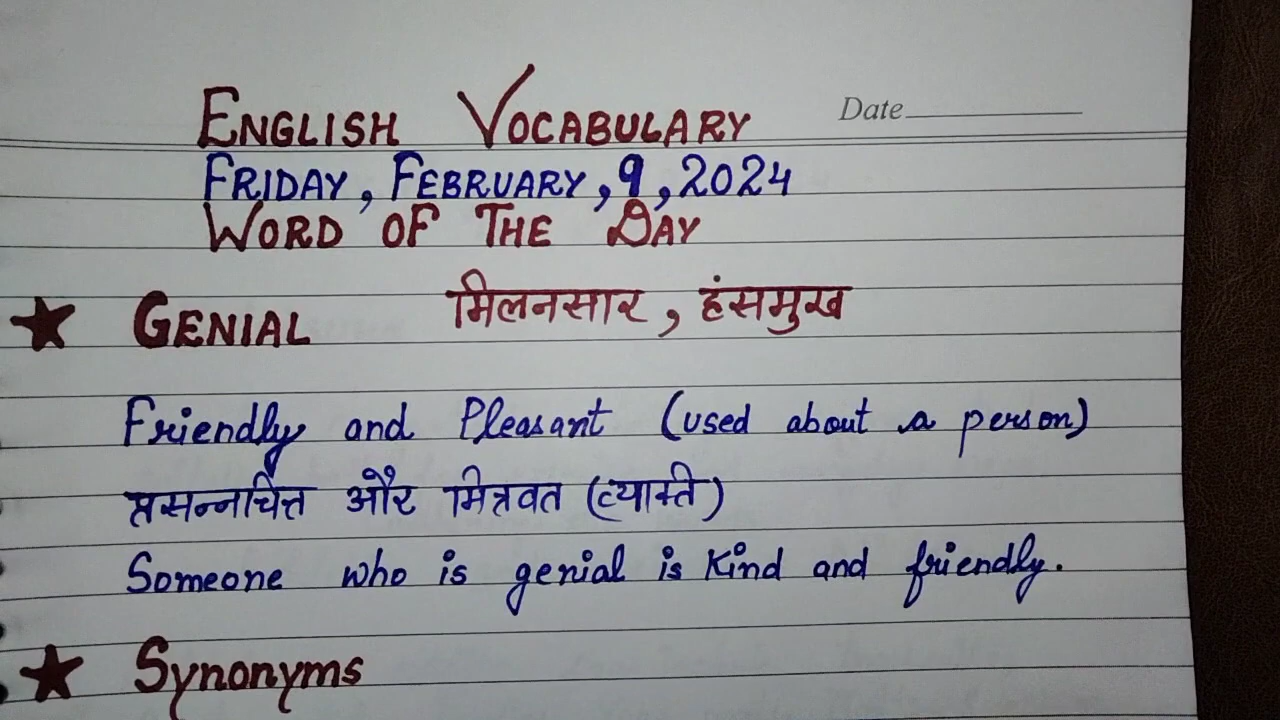 ENGLISH VOCABULARY
Date
FRIDAY, FEBRUARY, 9, 2024
WORD OF THE DAY
★ GENIAL मिलनसार, हंसमुख
Friendly and Pleasant (used about a person)
प्रसन्नचित्त और मित्रवत (व्यक्ति)
Someone who is genial is Kind and friendly.
★ Synonyms